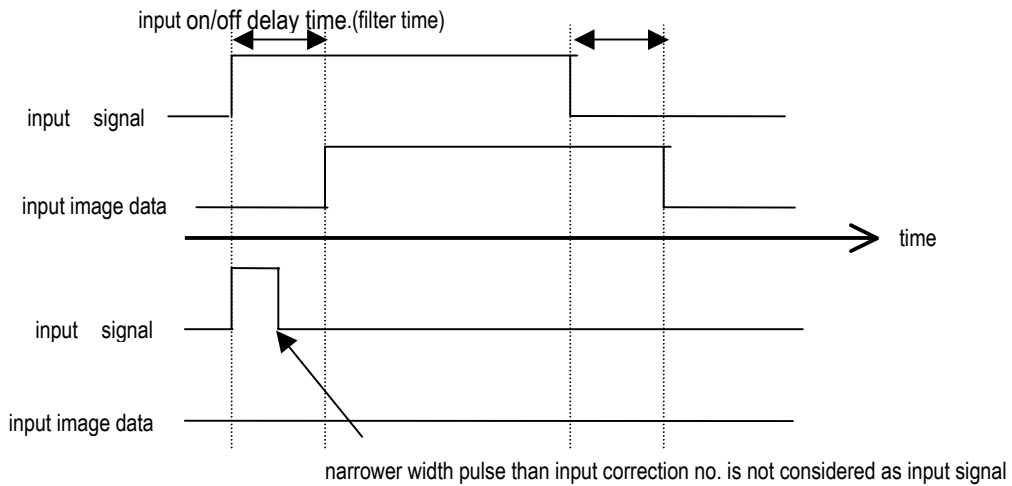 input on/off delay time.(filter time)
input signal
input image data
time
input signal
input image data
narrower width pulse than input correction no. is not considered as input signal